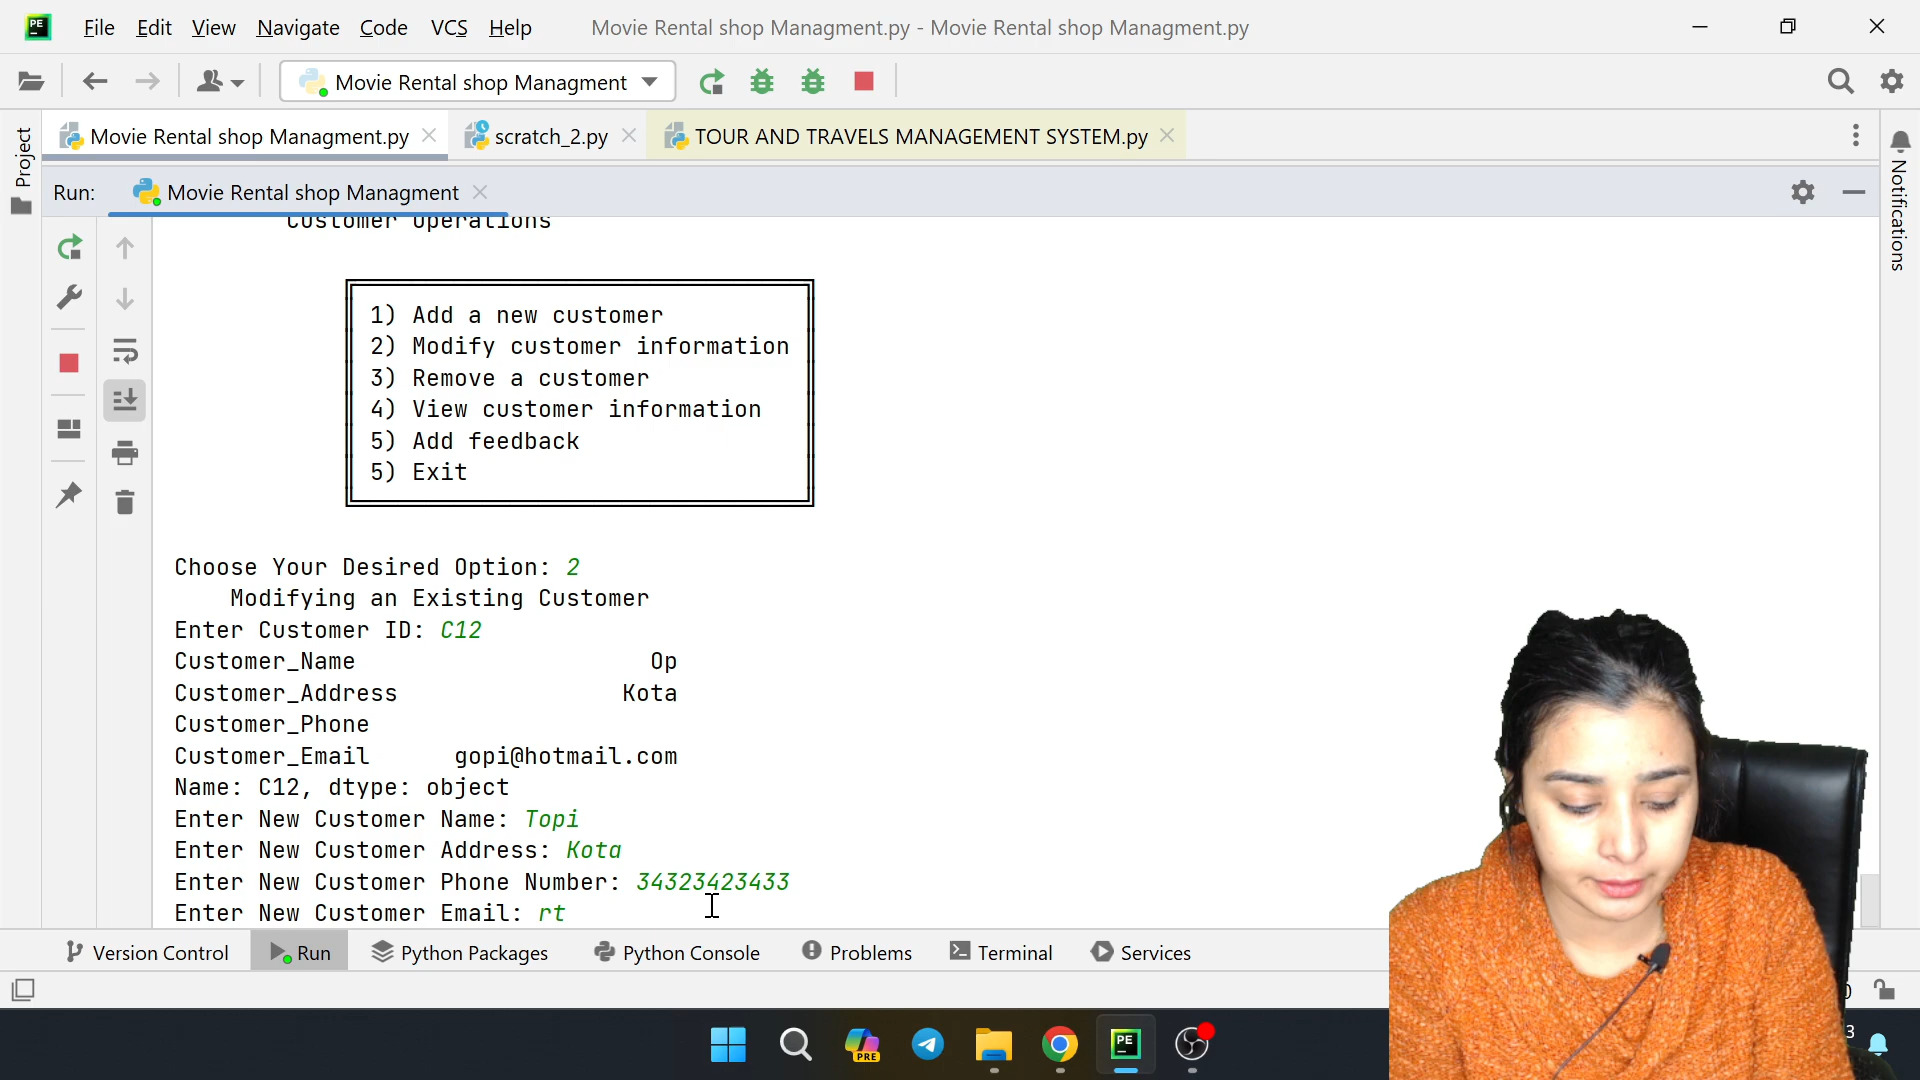 File Edit View Navigate Code VCS Help Movie Rental shop Managment.py - Movie Rental shop Managment.py
Movie Rental shop Managment
Movie Rental shop Managment.py scratch_2.py TOUR AND TRAVELS MANAGEMENT SYSTEM.py
Project
Notifications
Run: Movie Rental shop Managment
Customer Operations
1) Add a new customer
2) Modify customer information
3) Remove a customer
4) View customer information
5) Add feedback
5) Exit
Choose Your Desired Option: 2
Modifying an Existing Customer
Enter Customer ID: C12
Customer_Name Op
Customer_Address Kota
Customer_Phone
Customer_Email gopi@hotmail.com
Name: C12, dtype: object
Enter New Customer Name: Topi
Enter New Customer Address: Kota
Enter New Customer Phone Number: 34323423433
Enter New Customer Email: rt
Version Control Run Python Packages Python Console Problems Terminal Services
PRE PE